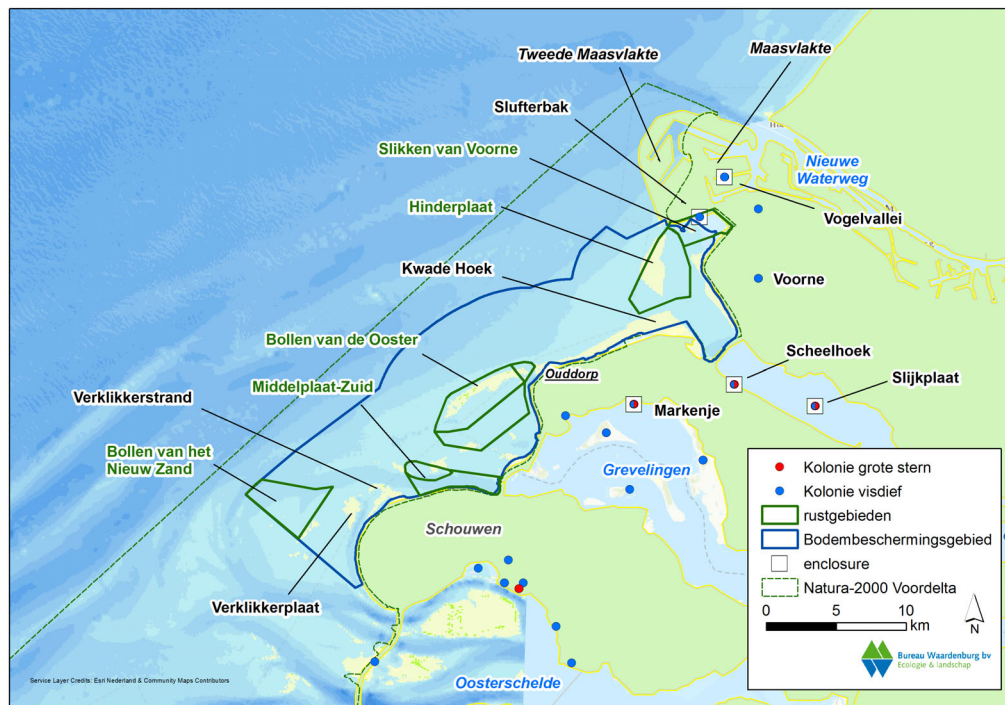 Tweede Maasvlakte
Maasvlakte
Slufterbak
Slikken van Voorne
Hinderplaat
Nieuwe
Waterweg
Vogelvallei
Kwade Hoek
Voorne
Bollen van de Ooster
Middelplaat-Zuid
Ouddorp
Scheelhoek
Slijkplaat
Verklikkerstrand
Markenje
Bollen van het
Nieuw Zand
Grevelingen
Schouwen
Verklikkerplaat
Oosterschelde
Kolonie grote stern
Kolonie visdief
rustgebieden
Bodembeschermingsgebied
enclosure
Natura-2000 Voordelta
0 5 10
km
N
Bureau Waardenburg bv
Ecologie & landschap
Service Layer Credits: Esri Nederland & Community Maps Contributors